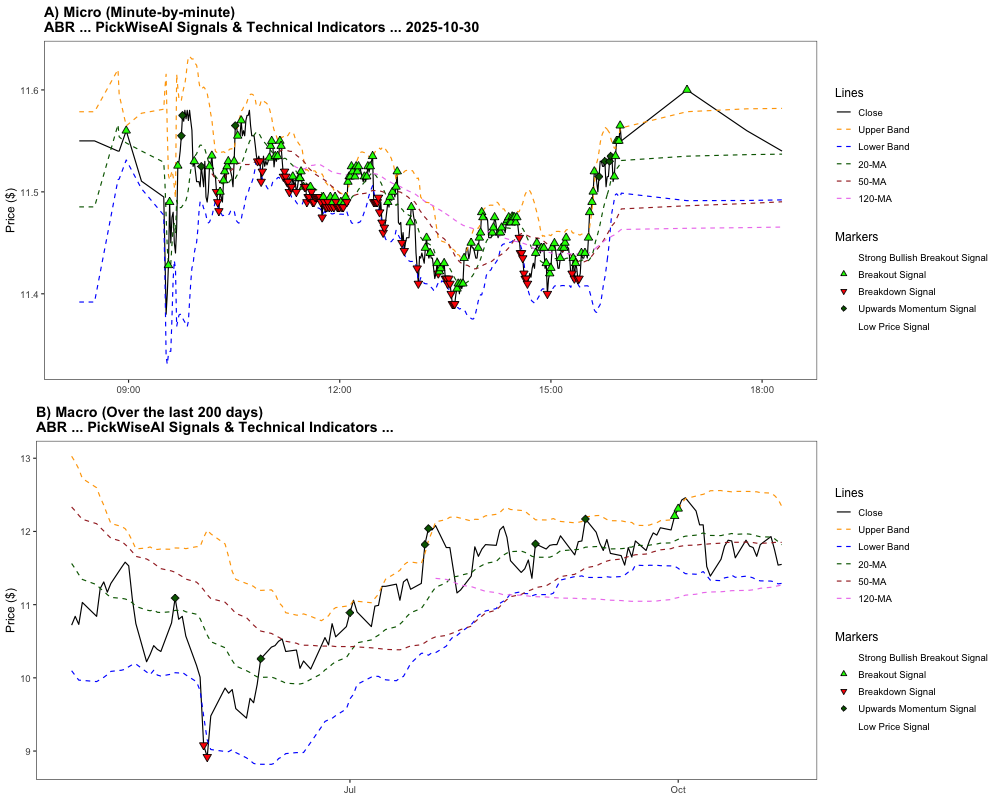 A) Micro (Minute-by-minute)
ABR ... PickWiseAI Signals & Technical Indicators ... 2025-10-30
Price ($)
11.6
11.5
11.4
09:00
12:00
15:00
18:00
Lines
Close
Upper Band
Lower Band
20-MA
50-MA
120-MA
Markers
Strong Bullish Breakout Signal
Breakout Signal
Breakdown Signal
Upwards Momentum Signal
Low Price Signal
B) Macro (Over the last 200 days)
ABR ... PickWiseAI Signals & Technical Indicators ...
Price ($)
13
12
11
10
9
Jul
Oct
Lines
Close
Upper Band
Lower Band
20-MA
50-MA
120-MA
Markers
Strong Bullish Breakout Signal
Breakout Signal
Breakdown Signal
Upwards Momentum Signal
Low Price Signal